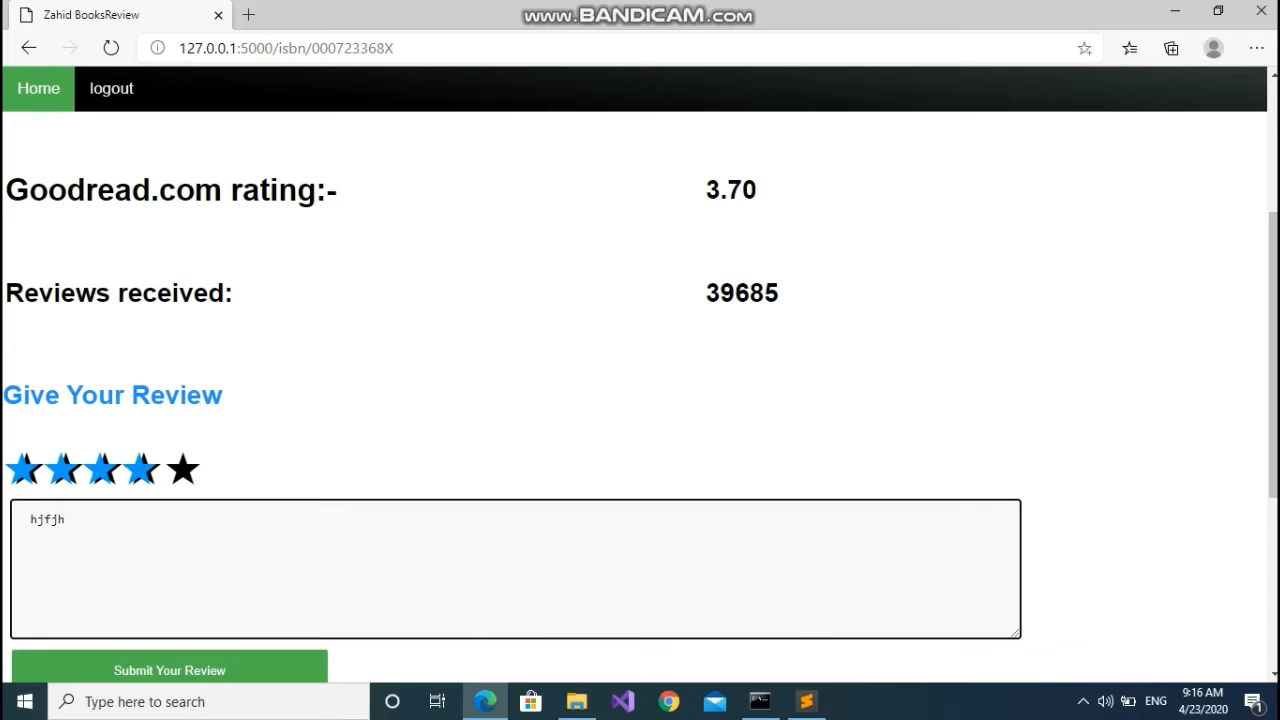 Zahid BooksReview
www.BANDICAM.com
127.0.0.1:5000/isbn/000723368X
Home logout
Goodread.com rating:- 3.70
Reviews received: 39685
Give Your Review
hjfjh
Submit Your Review
Type here to search
ENG
9:16 AM
4/23/2020
1